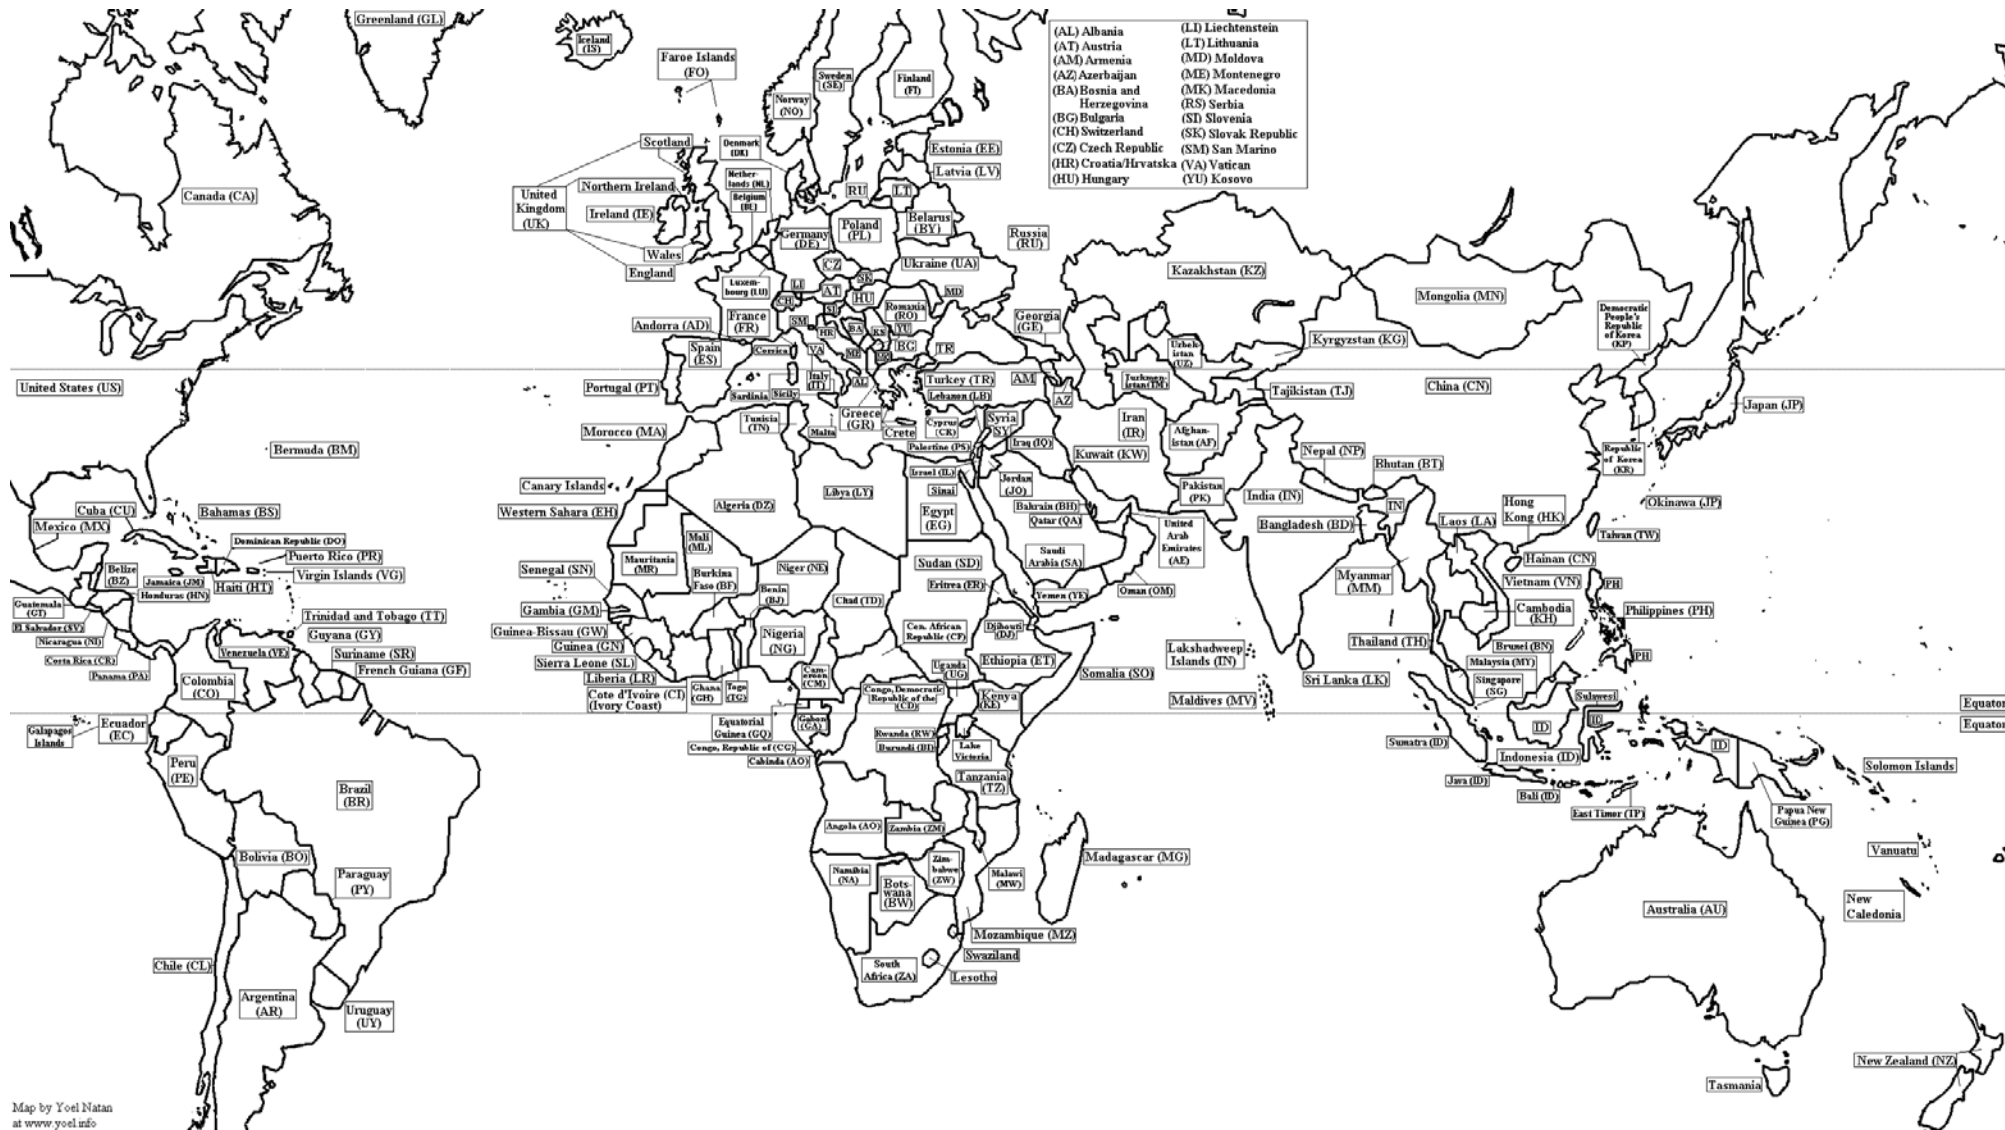 Greenland (GL)
Iceland
(IS)
Faroe Islands
(FO)
Sweden
(SE)
Finland
(FI)
Norway
(NO)
(AL) Albania
(AT) Austria
(AM) Armenia
(AZ) Azerbaijan
(BA) Bosnia and
Herzegovina
(BG) Bulgaria
(CH) Switzerland
(CZ) Czech Republic
(HR) Croatia/Hrvatska
(HU) Hungary
(LI) Liechtenstein
(LT) Lithuania
(MD) Moldova
(ME) Montenegro
(MK) Macedonia
(RS) Serbia
(SI) Slovenia
(SK) Slovak Republic
(SM) San Marino
(VA) Vatican
(YU) Kosovo
Scotland
Denmark
(DK)
Estonia (EE)
Latvia (LV)
Canada (CA)
United
Kingdom
(UK)
Northern Ireland
Ireland (IE)
Wales
England
Nether-
lands (NL)
Belgium
(BE)
RU
LT
Belarus
(BY)
Poland
(PL)
Germany
(DE)
Russia
(RU)
Ukraine (UA)
Kazakhstan (KZ)
Mongolia (MN)
CZ
SK
LI
Luxem-
bourg (LU)
AT
HU
MD
CH
Romania
(RO)
SI
France
(FR)
SM
HR
BA
KS
YU
BG
Georgia
(GE)
Democratic
People's
Republic
of Korea
(KP)
Andorra (AD)
Spain
(ES)
Corsica
VA
ME
MK
TR
Uzbek-
istan
(UZ)
Kyrgyzstan (KG)
United States (US)
Portugal (PT)
Sardinia
Sicily
Italy
(IT)
AL
Turkey (TR)
AM
AZ
Lebanon (LB)
Turkmen-
istan(TM)
Tajikistan (TJ)
China (CN)
Japan (JP)
Bermuda (BM)
Morocco (MA)
Tunisia
(TN)
Malta
Greece
(GR)
Crete
Cyprus
(CK)
Syria
(SY)
Iraq (IQ)
Iran
(IR)
Afghan-
istan (AF)
Palestine (PS)
Kuwait (KW)
Nepal (NP)
Bhutan (BT)
Republic
of Korea
(KR)
Israel (IL)
Jordan
(JO)
Canary Islands
Sinai
Libya (LY)
Algeria (DZ)
Egypt
(EG)
Pakistan
(PK)
India (IN)
IN
Okinawa (JP)
Bahrain (BH)
Qatar (QA)
Hong
Kong (HK)
Cuba (CU)
Bahamas (BS)
Mexico (MX)
Western Sahara (EH)
Bangladesh (BD)
Laos (LA)
Taiwan (TW)
United
Arab
Emirates
(AE)
Dominican Republic (DO)
Puerto Rico (PR)
Virgin Islands (VG)
Belize
(BZ)
Jamaica (JM)
Haiti (HT)
Honduras (HN)
Senegal (SN)
Mauritania
(MR)
Mali
(ML)
Burkina
Faso (BF)
Niger (NE)
Sudan (SD)
Saudi
Arabia (SA)
Eritrea (ER)
Yemen (YE)
Oman (OM)
Myanmar
(MM)
Hainan (CN)
Vietnam (VN)
PH
Guatemala
(GT)
El Salvador (SV)
Nicaragua (NI)
Costa Rica (CR)
Panama (PA)
Trinidad and Tobago (TT)
Guyana (GY)
Suriname (SR)
French Guiana (GF)
Venezuela (VE)
Colombia
(CO)
Gambia (GM)
Guinea-Bissau (GW)
Guinea (GN)
Sierra Leone (SL)
Liberia (LR)
Cote d'Ivoire (CI)
(Ivory Coast)
Benin
(BJ)
Chad (TD)
Nigeria
(NG)
Cen. African
Republic (CF)
Djibouti
(DJ)
Ethiopia (ET)
Somalia (SO)
Cambodia
(KH)
Philippines (PH)
Thailand (TH)
Lakshadweep
Islands (IN)
Brunei (BN)
PH
Malaysia (MY)
Sri Lanka (LK)
Singapore
(SG)
Maldives (MV)
Sulawesi
Ghana
(GH)
Togo
(TG)
Cam-
eroon
(CM)
Uganda
(UG)
Congo, Democratic
Republic of the
(CD)
Kenya
(KE)
Equator
Equator
Galapagos
Islands
Ecuador
(EC)
Equatorial
Guinea (GQ)
Gabon
(GA)
Congo, Republic of (CG)
Cabinda (AO)
Rwanda (RW)
Burundi (BI)
Lake
Victoria
Sumatra (ID)
ID
ID
ID
Indonesia (ID)
Solomon Islands
Peru
(PE)
Brazil
(BR)
Tanzania
(TZ)
Java (ID)
Bali (ID)
East Timor (TP)
Papua New
Guinea (PG)
Angola (AO)
Zambia (ZM)
Bolivia (BO)
Paraguay
(PY)
Namibia
(NA)
Zim-
babwe
(ZW)
Malawi
(MW)
Madagascar (MG)
Vanuatu
Bots-
wana
(BW)
Australia (AU)
New
Caledonia
Mozambique (MZ)
Swaziland
Lesotho
South
Africa (ZA)
Chile (CL)
Argentina
(AR)
Uruguay
(UY)
New Zealand (NZ)
Tasmania
Map by Yoel Natan
at www.yoel.info